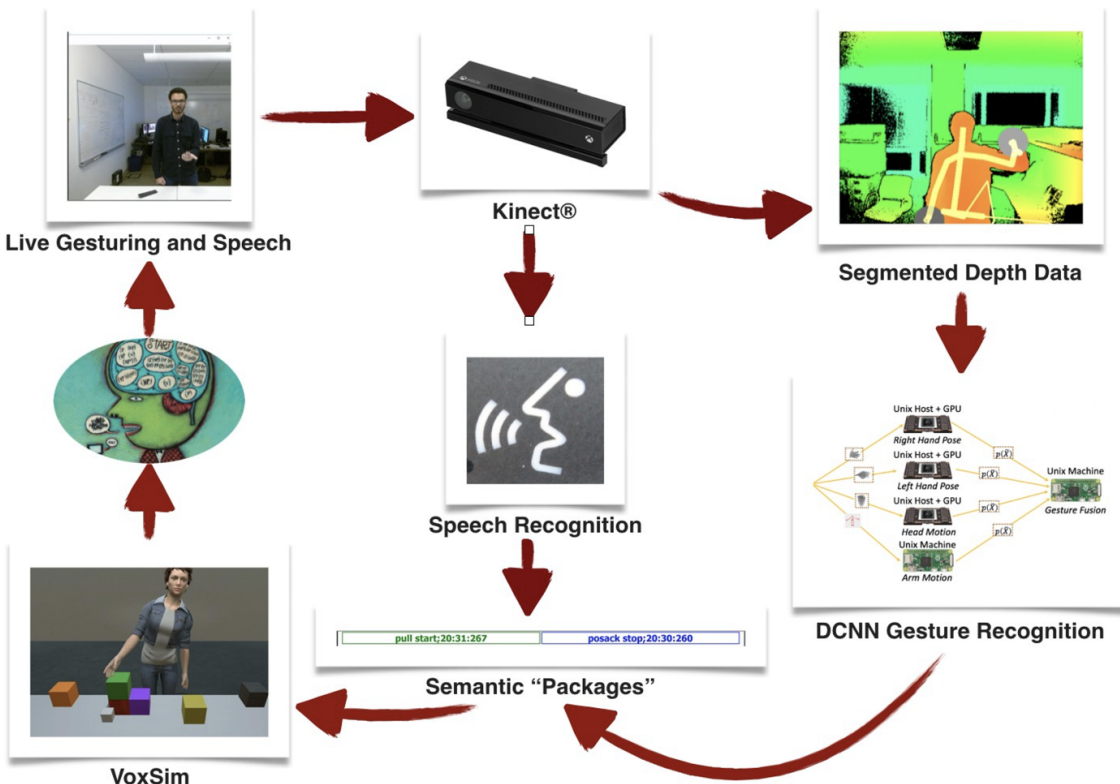 Live Gesturing and Speech
Kinect®
Segmented Depth Data
Speech Recognition
Unix Host + GPU
Right Hand Pose
p(X̄)
Unix Host + GPU
Left Hand Pose
p(X̄)
Unix Machine
Gesture Fusion
Unix Host + GPU
Head Motion
p(X̄)
Unix Machine
Arm Motion
p(X̄)
DCNN Gesture Recognition
pull start;20:31:267
posack stop;20:30:260
Semantic “Packages”
VoxSim
START